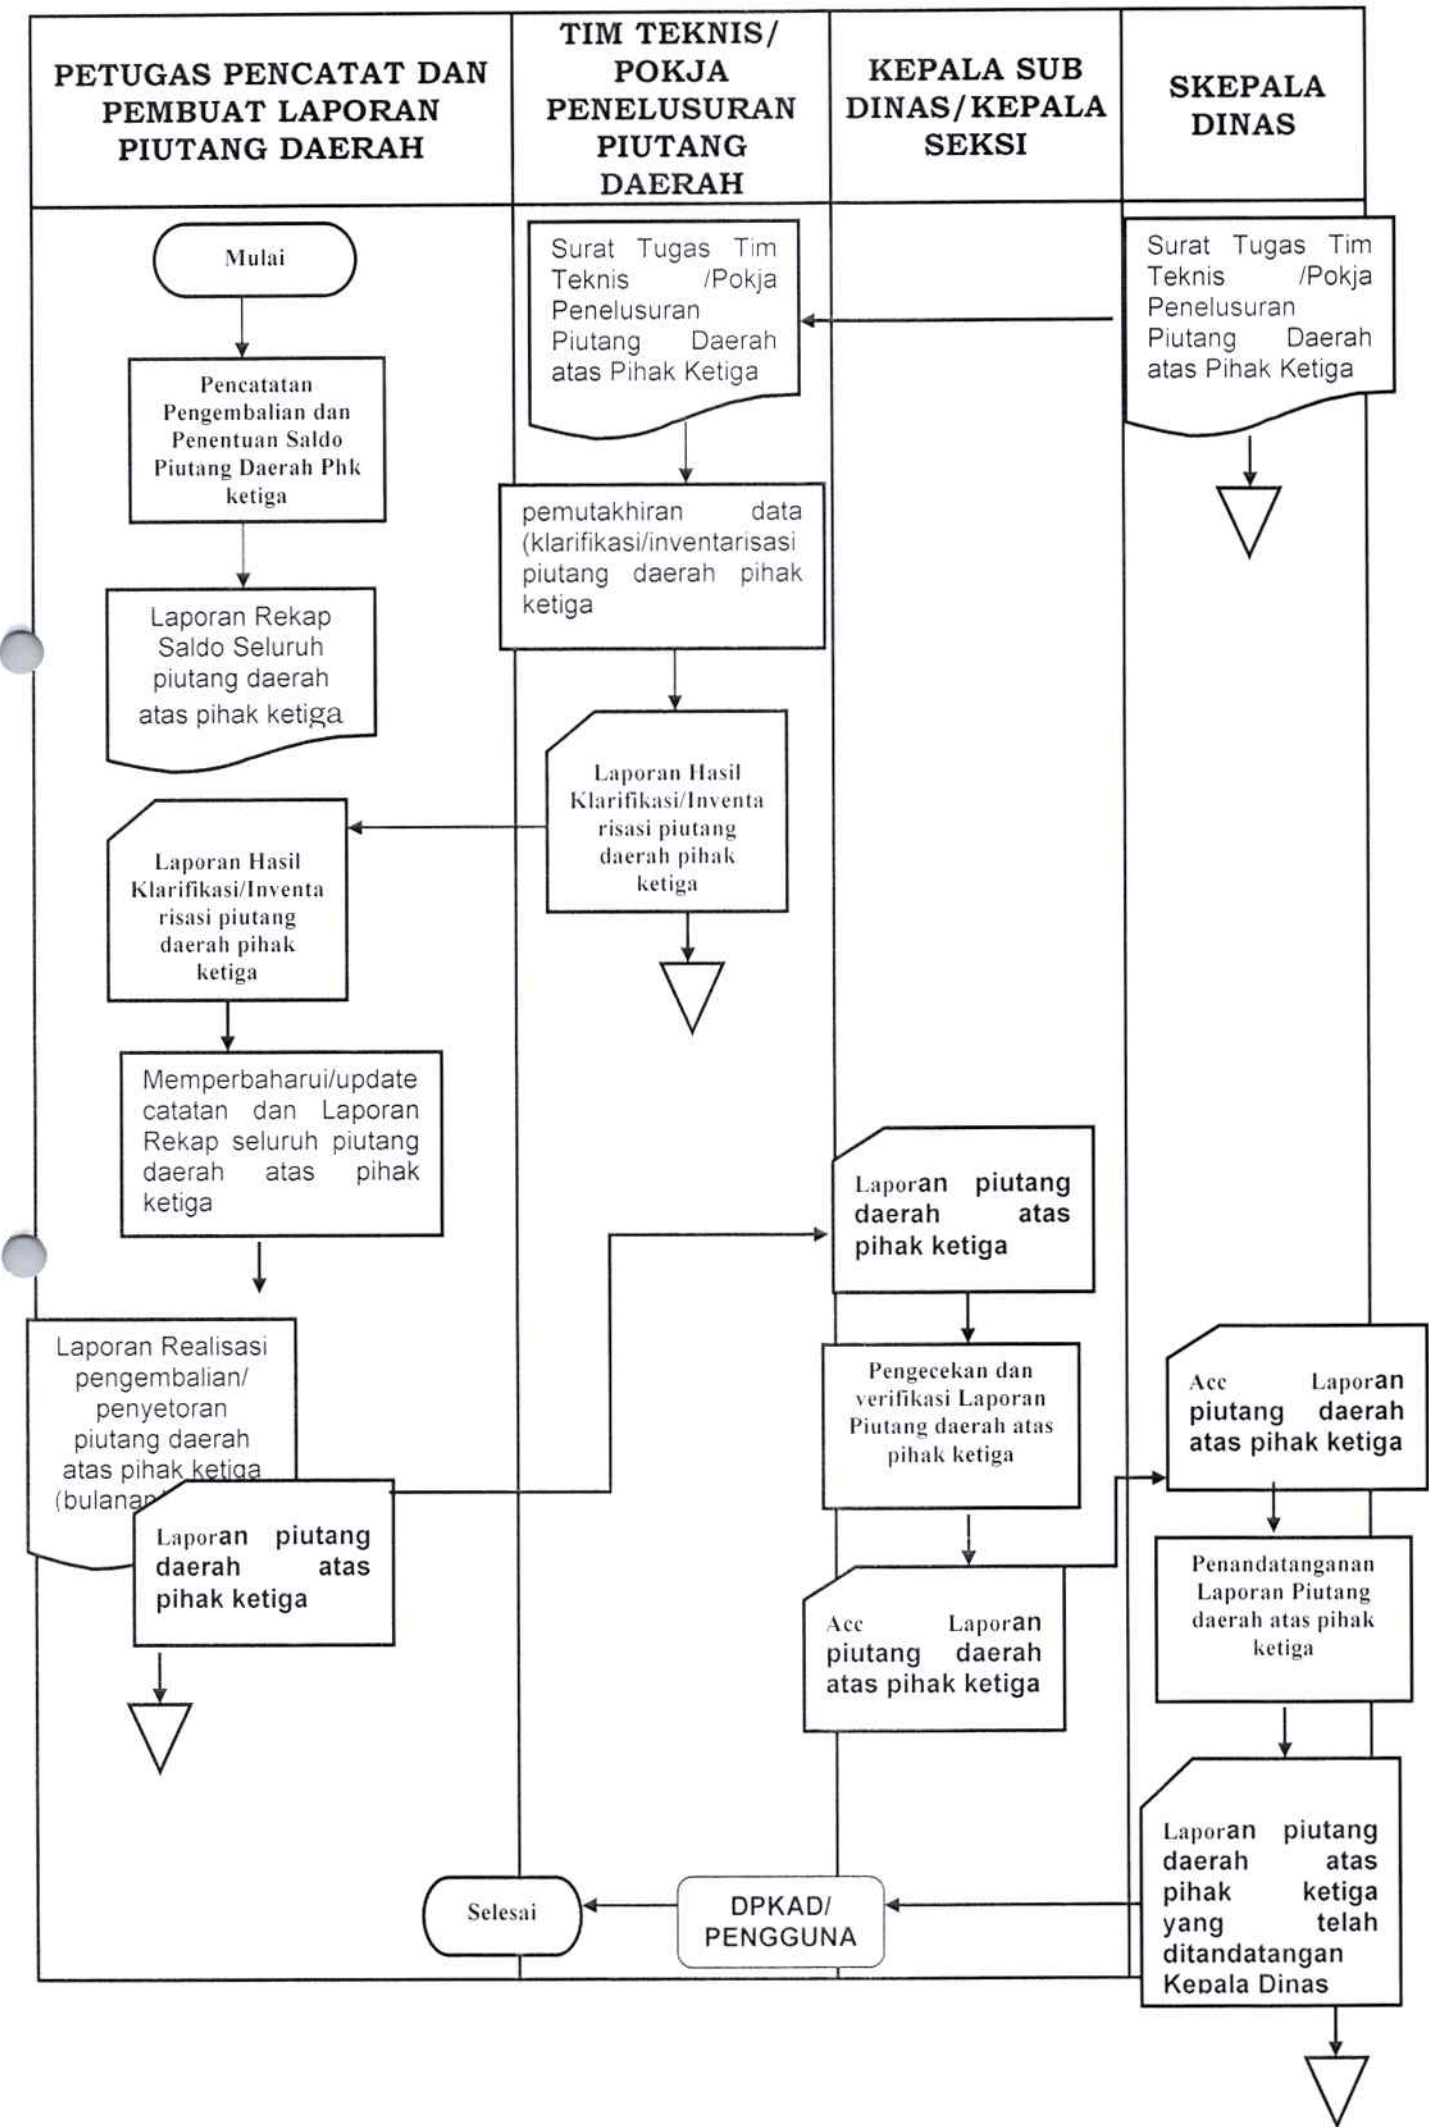 PETUGAS PENCATAT DAN
PEMBUAT LAPORAN
PIUTANG DAERAH
TIM TEKNIS/
POKJA
PENELUSURAN
PIUTANG
DAERAH
KEPALA SUB
DINAS/KEPALA
SEKSI
SKEPALA
DINAS
Mulai
Pencatatan
Pengembalian dan
Penentuan Saldo
Piutang Daerah Phk
ketiga
Laporan Rekap
Saldo Seluruh
piutang daerah
atas pihak ketiga
Laporan Hasil
Klarifikasi/Inventa
risasi piutang
daerah pihak
ketiga
Memperbaharui/update
catatan dan Laporan
Rekap seluruh piutang
daerah atas pihak
ketiga
Laporan Realisasi
pengembalian/
penyetoran
piutang daerah
atas pihak ketiga
(bulanan
Laporan piutang
daerah atas
pihak ketiga
Surat Tugas Tim
Teknis /Pokja
Penelusuran
Piutang Daerah
atas Pihak Ketiga
pemutakhiran data
(klarifikasi/inventarisasi
piutang daerah pihak
ketiga
Laporan Hasil
Klarifikasi/Inventa
risasi piutang
daerah pihak
ketiga
Laporan piutang
daerah atas
pihak ketiga
Pengecekan dan
verifikasi Laporan
Piutang daerah atas
pihak ketiga
Acc Laporan
piutang daerah
atas pihak ketiga
Surat Tugas Tim
Teknis /Pokja
Penelusuran
Piutang Daerah
atas Pihak Ketiga
Acc Laporan
piutang daerah
atas pihak ketiga
Penandatanganan
Laporan Piutang
daerah atas pihak
ketiga
Laporan piutang
daerah atas
pihak ketiga
yang telah
ditandatangan
Kepala Dinas
DPKAD/
PENGGUNA
Selesai